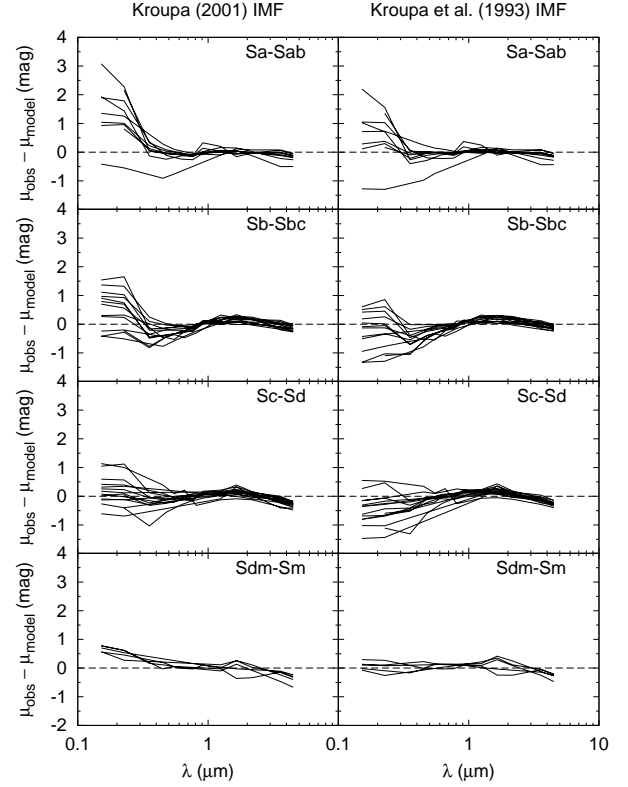 Kroupa (2001) IMF
Kroupa et al. (1993) IMF
4
3
2
1
0
-1
μobs − μmodel (mag)
Sa-Sab
Sa-Sab
4
3
2
1
0
-1
μobs − μmodel (mag)
Sb-Sbc
Sb-Sbc
4
3
2
1
0
-1
μobs − μmodel (mag)
Sc-Sd
Sc-Sd
4
3
2
1
0
-1
-2
μobs − μmodel (mag)
Sdm-Sm
Sdm-Sm
0.1
1
0.1
1
10
λ (μm)
λ (μm)